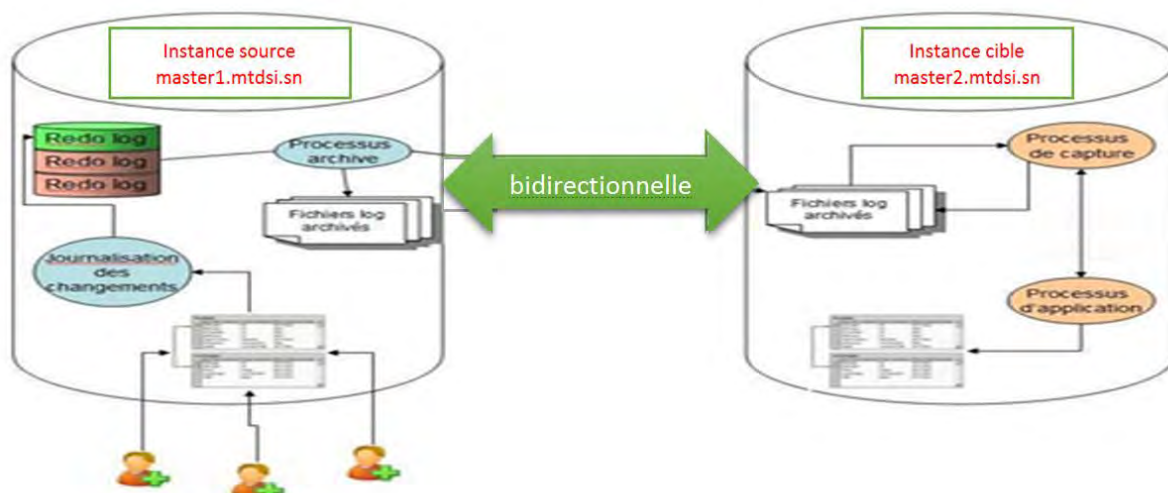 Instance source
master1.mtdsi.sn
Redo log
Redo log
Redo log
Processus
archive
Fichiers log
archivés
Journalisation
des
changements
bidirectionnelle
Instance cible
master2.mtdsi.sn
Processus
de capture
Fichiers log
archivés
Processus
d'application